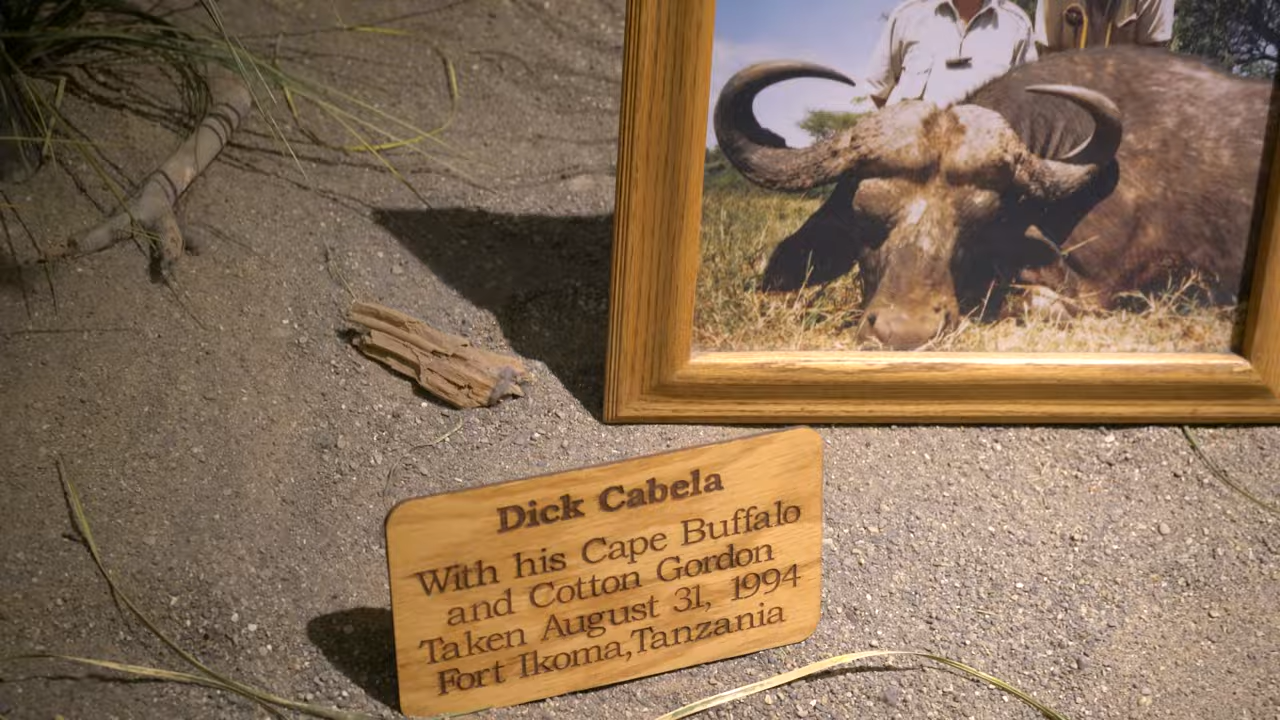 Dick Cabela
With his Cape Buffalo
and Cotton Gordon
Taken August 31, 1994
Fort Ikoma,Tanzania